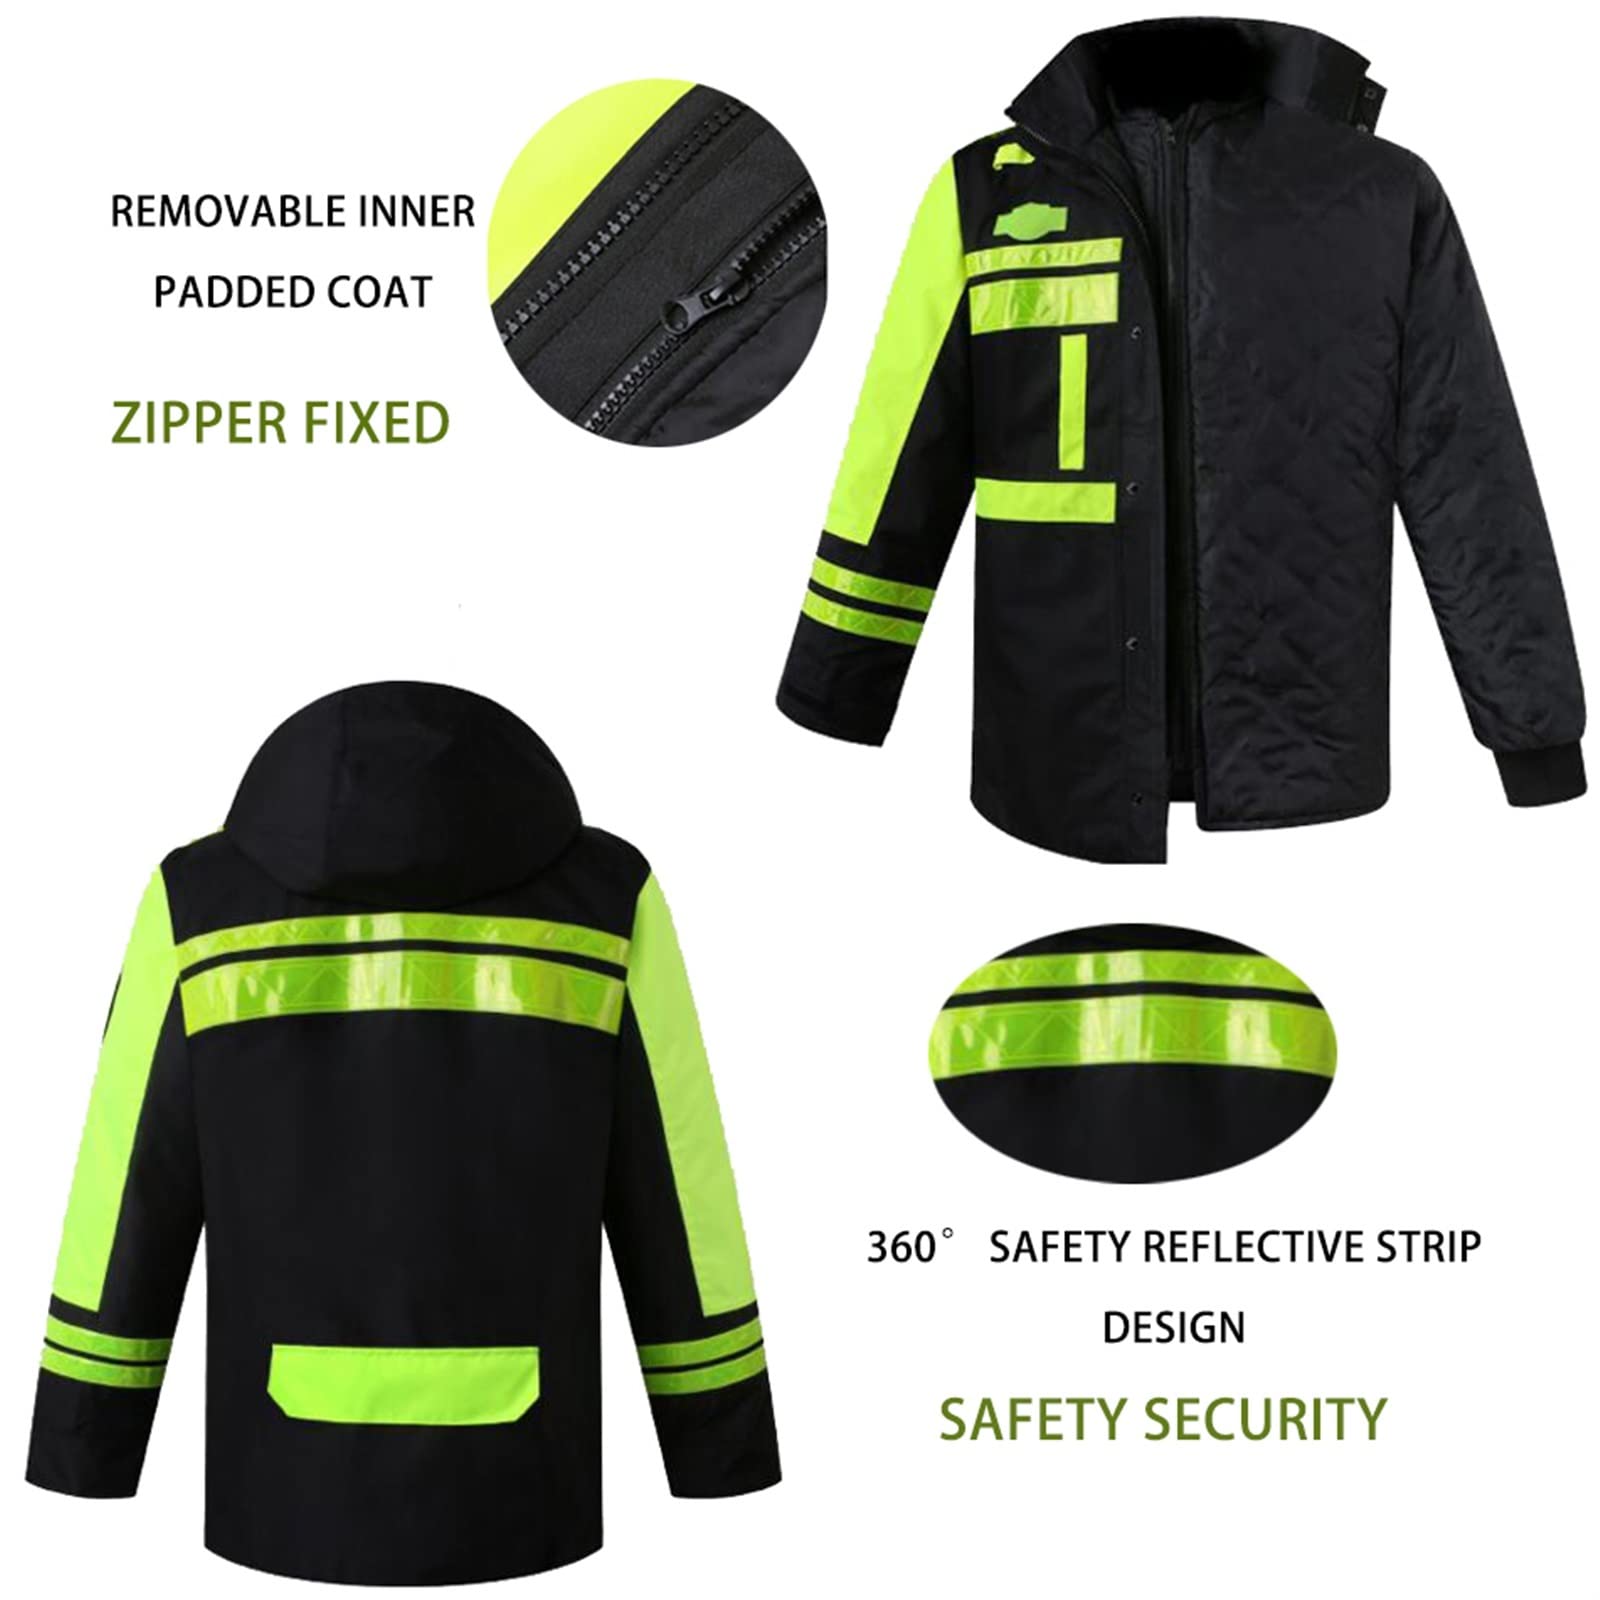 REMOVABLE INNER
PADDED COAT
ZIPPER FIXED
360° SAFETY REFLECTIVE STRIP
DESIGN
SAFETY SECURITY